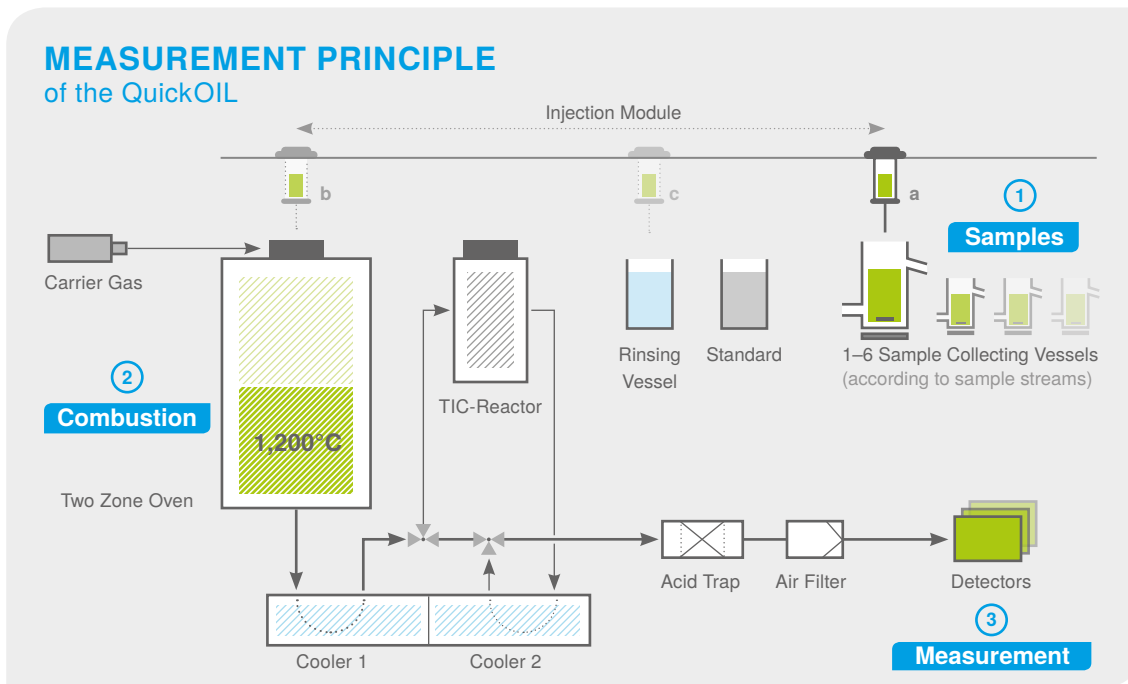 MEASUREMENT PRINCIPLE
of the QuickOIL
Injection Module
b
c
a
1
Samples
Carrier Gas
Rinsing
Vessel
Standard
1–6 Sample Collecting Vessels
(according to sample streams)
2
Combustion
1,200°C
TIC-Reactor
Two Zone Oven
Acid Trap
Air Filter
Detectors
3
Measurement
Cooler 1
Cooler 2